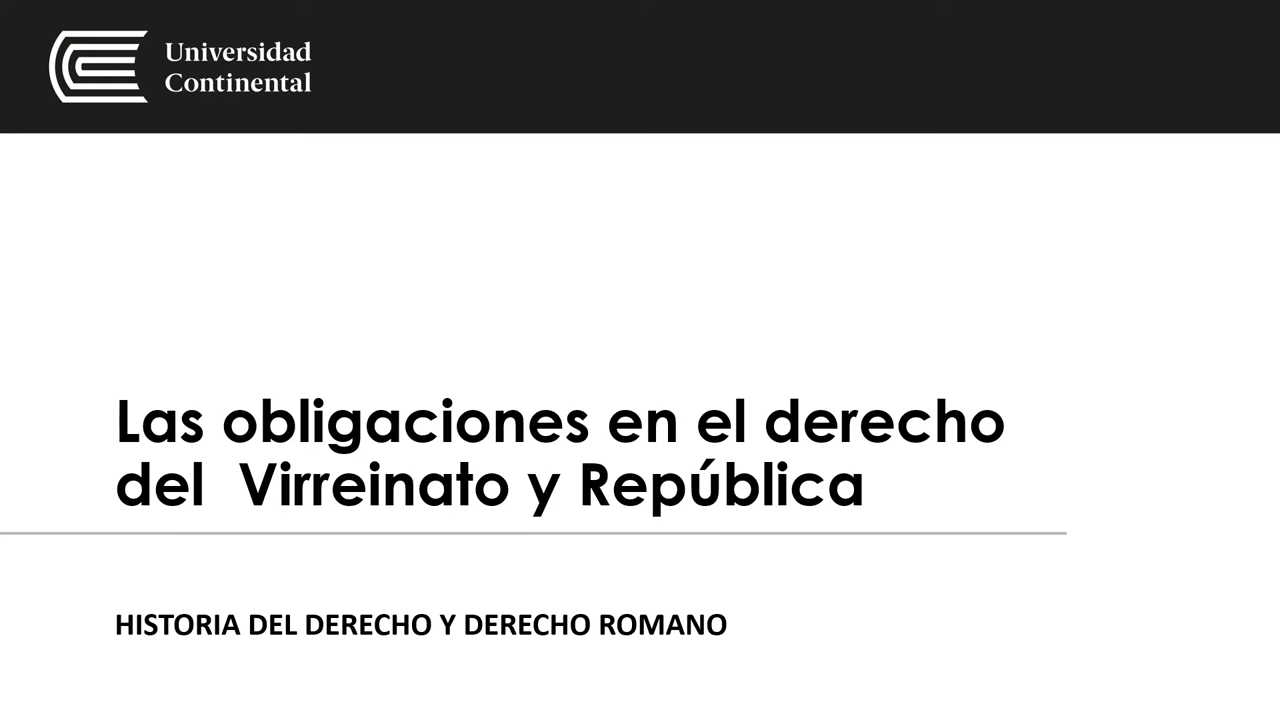 Universidad
Continental
Las obligaciones en el derecho
del Virreinato y República
HISTORIA DEL DERECHO Y DERECHO ROMANO